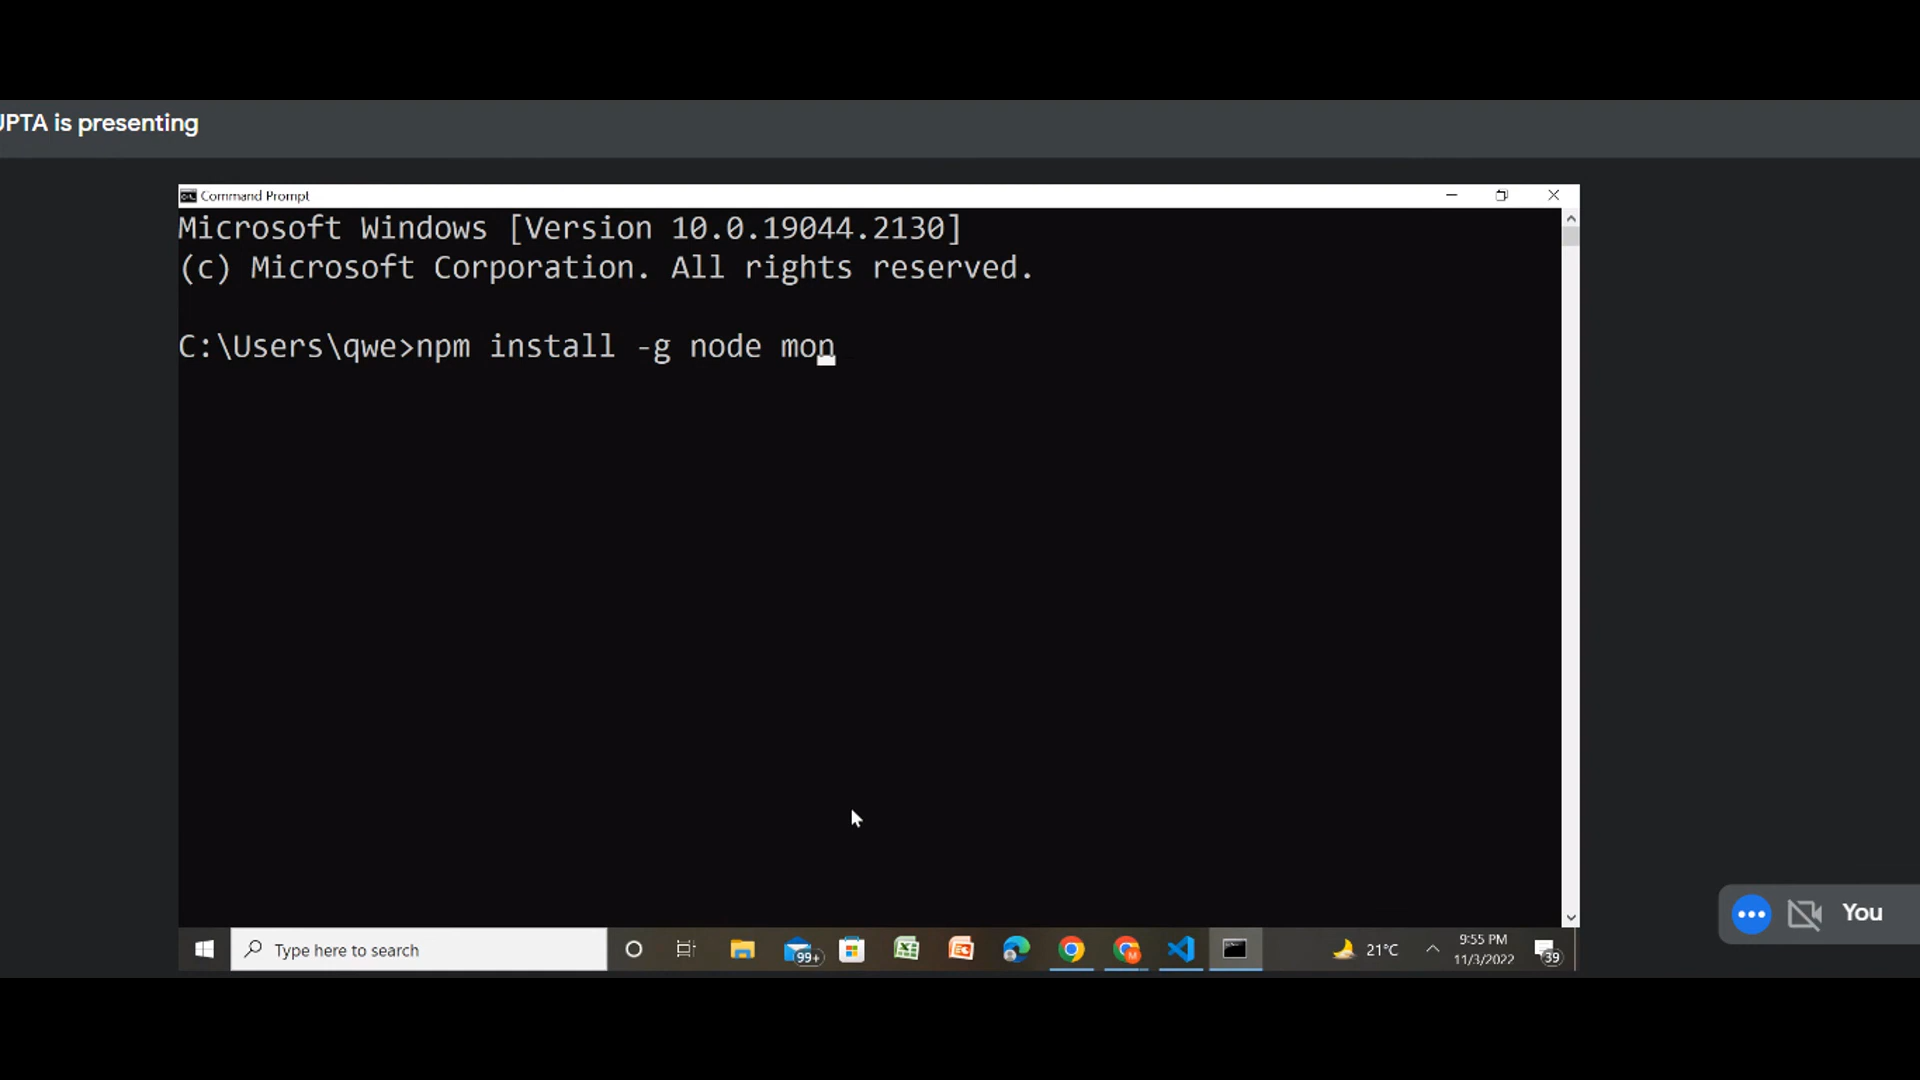 UPTA is presenting
Command Prompt
Microsoft Windows [Version 10.0.19044.2130]
(c) Microsoft Corporation. All rights reserved.
C:\Users\qwe>npm install -g node mon
You
Type here to search
99+
M
21°C
9:55 PM
11/3/2022
39